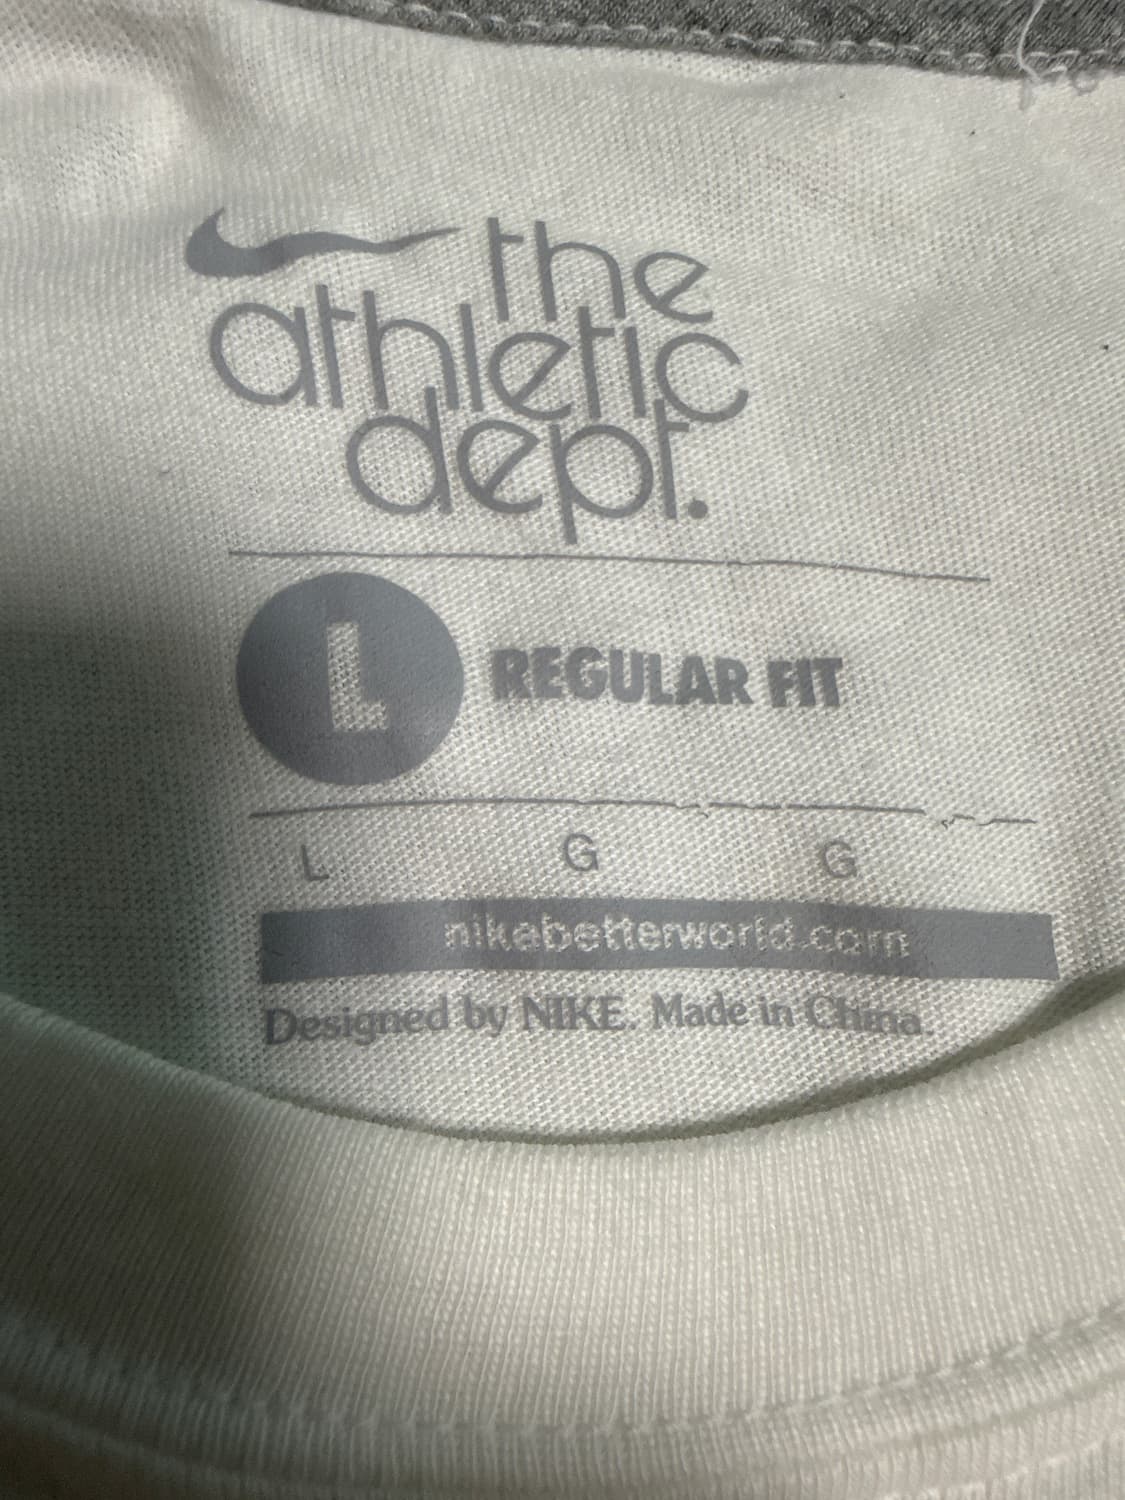 the
athletic
dept.
L REGULAR FIT
L G G
nikebetterworld.com
Designed by NIKE. Made in China.